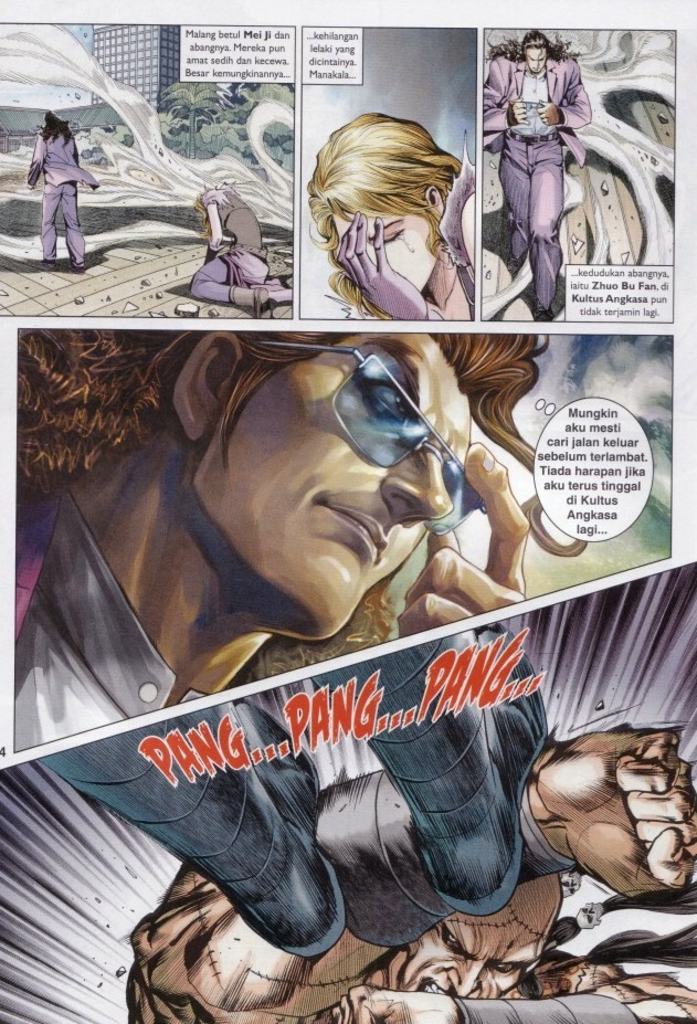 Malang betul Mei Ji dan
abangnya. Mereka pun
amat sedih dan kecewa.
Besar kemungkinannya...
...kehilangan
lelaki yang
dicintainya.
Manakala...
...kedudukan abangnya,
iaitu Zhuo Bu Fan, di
Kultus Angkasa pun
tidak terjamin lagi.
Mungkin
aku mesti
cari jalan keluar
sebelum terlambat.
Tiada harapan jika
aku terus tinggal
di Kultus
Angkasa
lagi...
PANG...PANG...PANG...
4